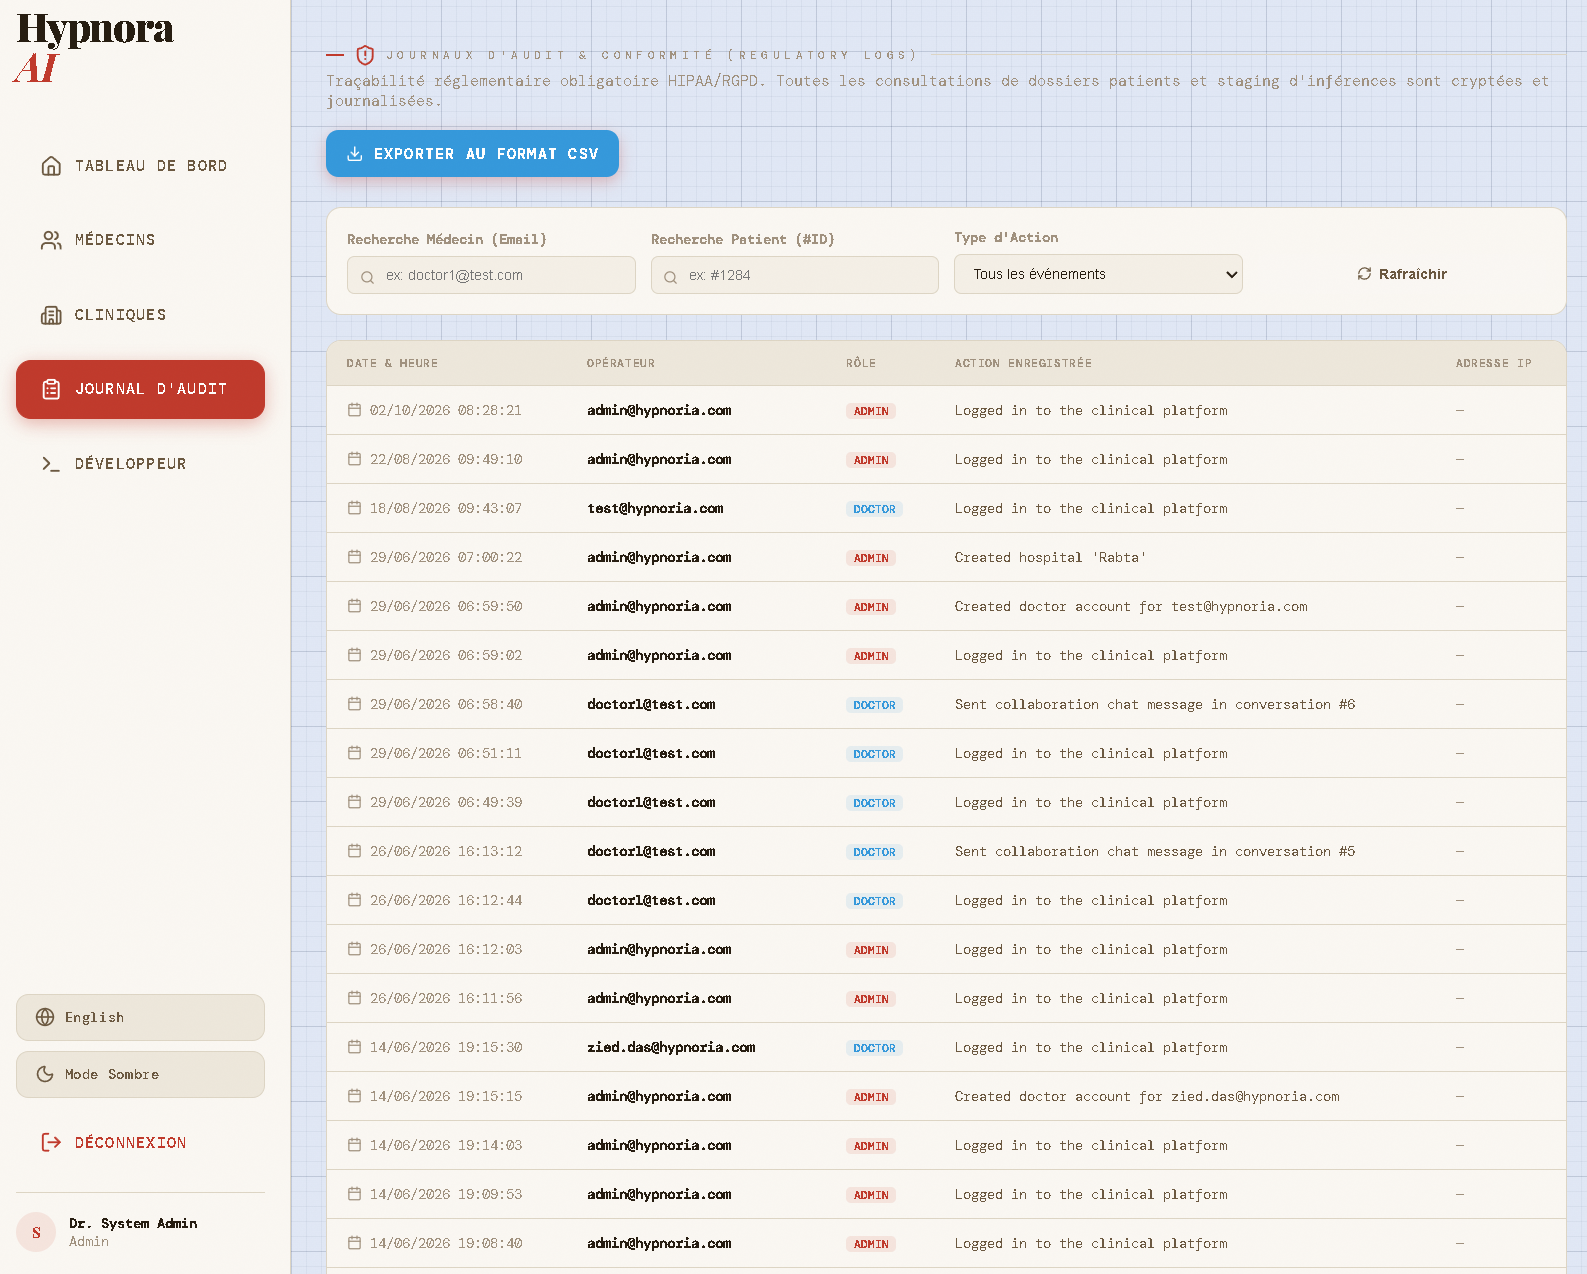 Hypnora
AI
TABLEAU DE BORD
MÉDECINS
CLINIQUES
JOURNAL D'AUDIT
DÉVELOPPEUR
English
Mode Sombre
DÉCONNEXION
S
Dr. System Admin
Admin
JOURNAUX D'AUDIT & CONFORMITÉ (REGULATORY LOGS)
Traçabilité réglementaire obligatoire HIPAA/RGPD. Toutes les consultations de dossiers patients et staging d'inférences sont cryptées et
journalisées.
EXPORTER AU FORMAT CSV
Recherche Médecin (Email) Recherche Patient (#ID) Type d'Action
ex: doctor1@test.com ex: #1284 Tous les événements Rafraîchir
DATE & HEURE OPÉRATEUR RÔLE ACTION ENREGISTRÉE ADRESSE IP
02/10/2026 08:28:21 admin@hypnoria.com ADMIN Logged in to the clinical platform —
22/08/2026 09:49:10 admin@hypnoria.com ADMIN Logged in to the clinical platform —
18/08/2026 09:43:07 test@hypnoria.com DOCTOR Logged in to the clinical platform —
29/06/2026 07:00:22 admin@hypnoria.com ADMIN Created hospital 'Rabta' —
29/06/2026 06:59:50 admin@hypnoria.com ADMIN Created doctor account for test@hypnoria.com —
29/06/2026 06:59:02 admin@hypnoria.com ADMIN Logged in to the clinical platform —
29/06/2026 06:58:40 doctor1@test.com DOCTOR Sent collaboration chat message in conversation #6 —
29/06/2026 06:51:11 doctor1@test.com DOCTOR Logged in to the clinical platform —
29/06/2026 06:49:39 doctor1@test.com DOCTOR Logged in to the clinical platform —
26/06/2026 16:13:12 doctor1@test.com DOCTOR Sent collaboration chat message in conversation #5 —
26/06/2026 16:12:44 doctor1@test.com DOCTOR Logged in to the clinical platform —
26/06/2026 16:12:03 admin@hypnoria.com ADMIN Logged in to the clinical platform —
26/06/2026 16:11:56 admin@hypnoria.com ADMIN Logged in to the clinical platform —
14/06/2026 19:15:30 zied.das@hypnoria.com DOCTOR Logged in to the clinical platform —
14/06/2026 19:15:15 admin@hypnoria.com ADMIN Created doctor account for zied.das@hypnoria.com —
14/06/2026 19:14:03 admin@hypnoria.com ADMIN Logged in to the clinical platform —
14/06/2026 19:09:53 admin@hypnoria.com ADMIN Logged in to the clinical platform —
14/06/2026 19:08:40 admin@hypnoria.com ADMIN Logged in to the clinical platform —